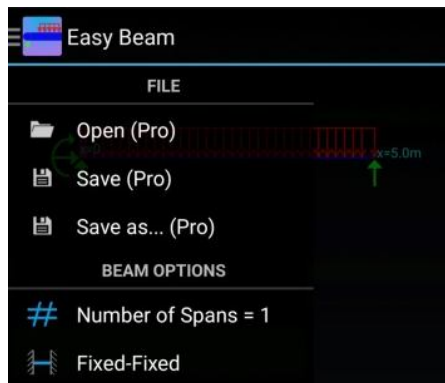 Easy Beam
FILE
Open (Pro)
x=5.0m
Save (Pro)
Save as... (Pro)
BEAM OPTIONS
Number of Spans = 1
Fixed-Fixed